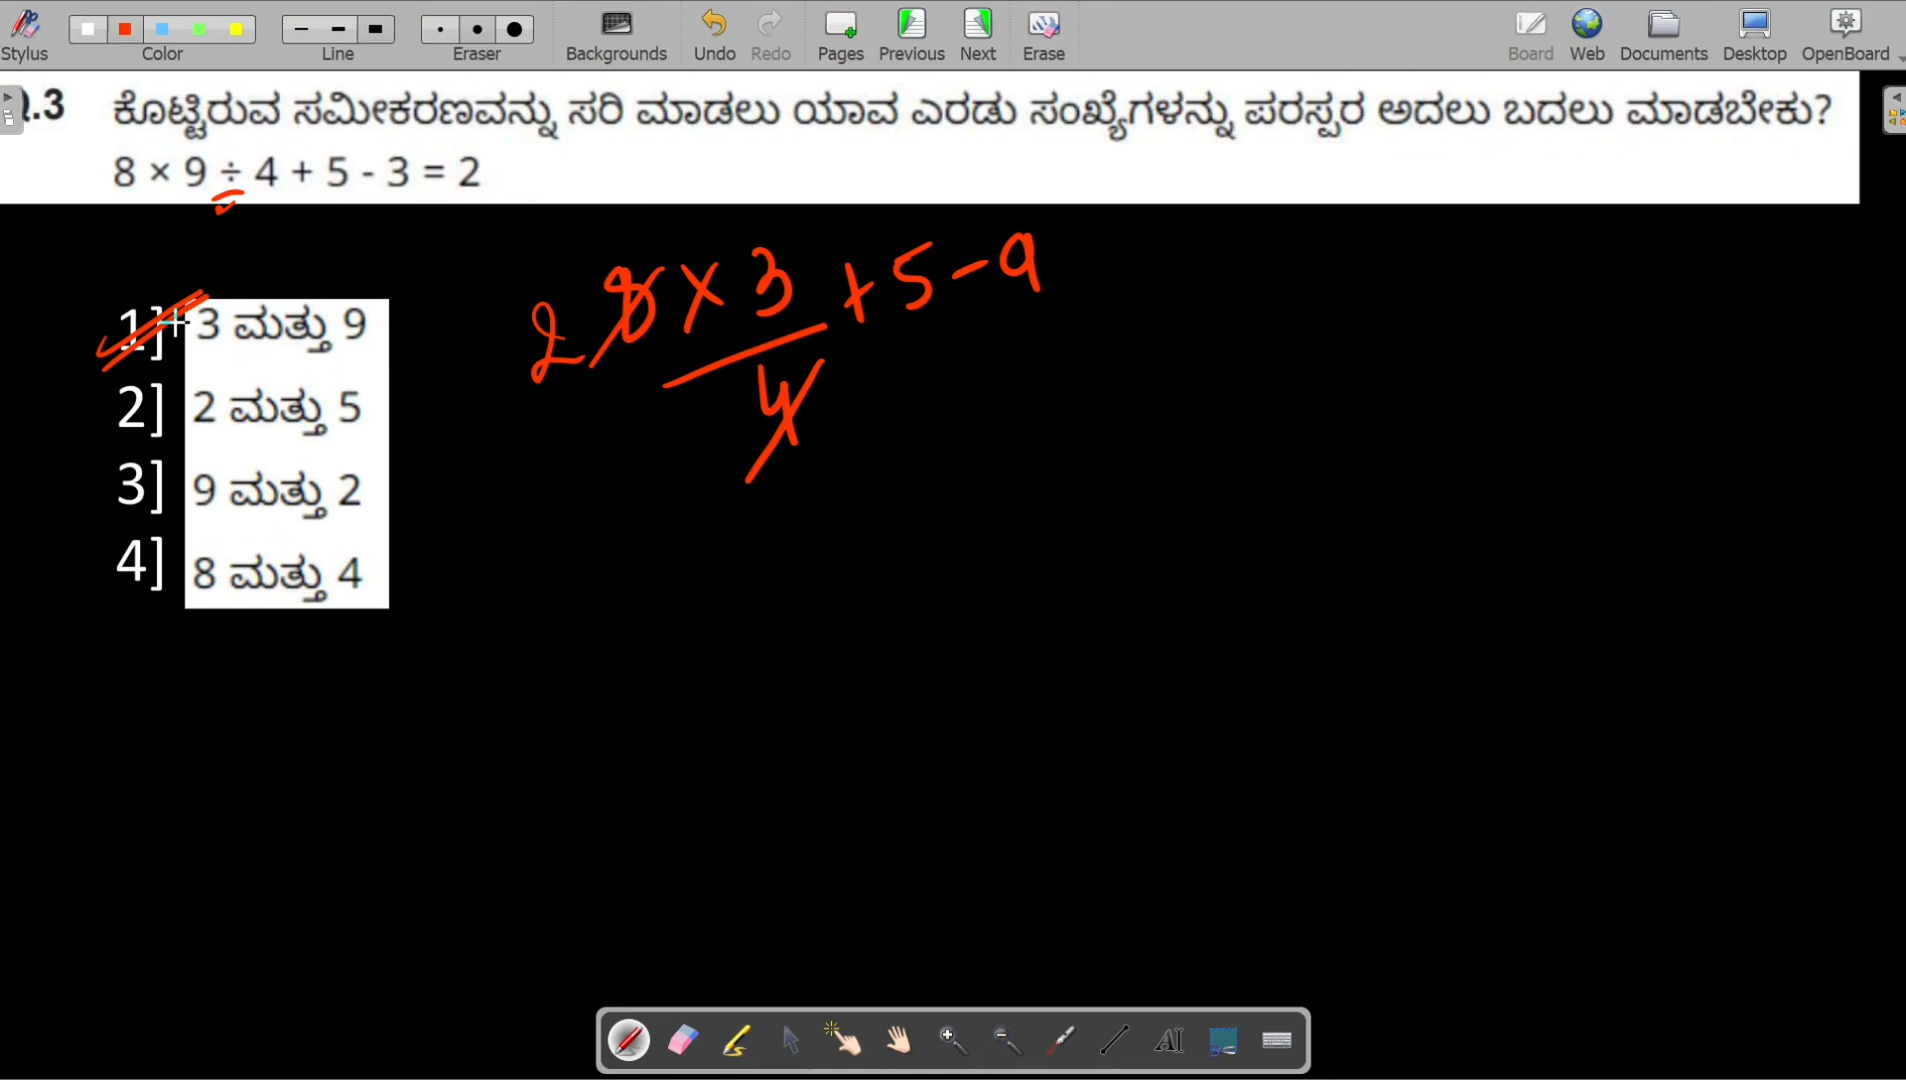 Stylus
Color
Line
Eraser
Backgrounds
Undo
Redo
Pages
Previous
Next
Erase
Board
Web
Documents
Desktop
OpenBoard
.3 ಕೊಟ್ಟಿರುವ ಸಮೀಕರಣವನ್ನು ಸರಿ ಮಾಡಲು ಯಾವ ಎರಡು ಸಂಖ್ಯೆಗಳನ್ನು ಪರಸ್ಪರ ಅದಲು ಬದಲು ಮಾಡಬೇಕು?
8 × 9 ÷ 4 + 5 - 3 = 2
1] 3 ಮತ್ತು 9
2] 2 ಮತ್ತು 5
3] 9 ಮತ್ತು 2
4] 8 ಮತ್ತು 4
2 8 × 3 + 5 - 9
4
AI